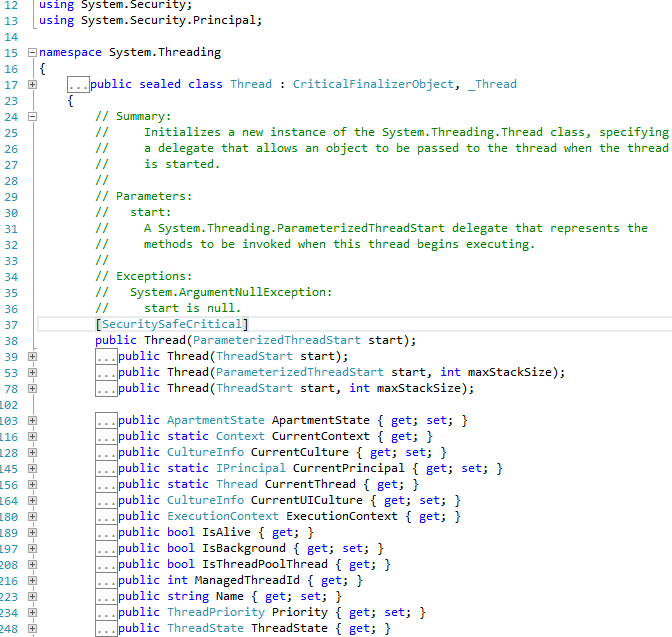 12 using System.Security;
13 using System.Security.Principal;
14
15 namespace System.Threading
16 {
17 ...public sealed class Thread : CriticalFinalizerObject, _Thread
23 {
24 // Summary:
25 //     Initializes a new instance of the System.Threading.Thread class, specifying
26 //     a delegate that allows an object to be passed to the thread when the thread
27 //     is started.
28 //
29 // Parameters:
30 //   start:
31 //     A System.Threading.ParameterizedThreadStart delegate that represents the
32 //     methods to be invoked when this thread begins executing.
33 //
34 // Exceptions:
35 //   System.ArgumentNullException:
36 //     start is null.
37 [SecuritySafeCritical]
38 public Thread(ParameterizedThreadStart start);
39 ...public Thread(ThreadStart start);
53 ...public Thread(ParameterizedThreadStart start, int maxStackSize);
78 ...public Thread(ThreadStart start, int maxStackSize);
102
103 ...public ApartmentState ApartmentState { get; set; }
116 ...public static Context CurrentContext { get; }
128 ...public CultureInfo CurrentCulture { get; set; }
145 ...public static IPrincipal CurrentPrincipal { get; set; }
156 ...public static Thread CurrentThread { get; }
164 ...public CultureInfo CurrentUICulture { get; set; }
180 ...public ExecutionContext ExecutionContext { get; }
189 ...public bool IsAlive { get; }
197 ...public bool IsBackground { get; set; }
208 ...public bool IsThreadPoolThread { get; }
216 ...public int ManagedThreadId { get; }
223 ...public string Name { get; set; }
234 ...public ThreadPriority Priority { get; set; }
248 ...public ThreadState ThreadState { get; }